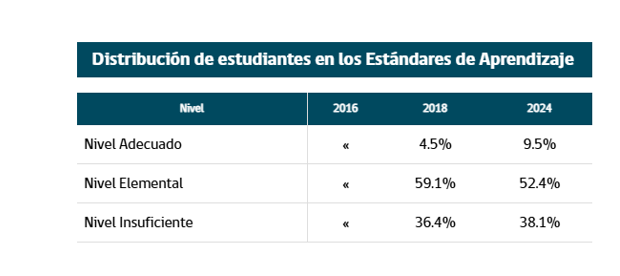 Distribución de estudiantes en los Estándares de Aprendizaje
Nivel 2016 2018 2024
Nivel Adecuado « 4.5% 9.5%
Nivel Elemental « 59.1% 52.4%
Nivel Insuficiente « 36.4% 38.1%